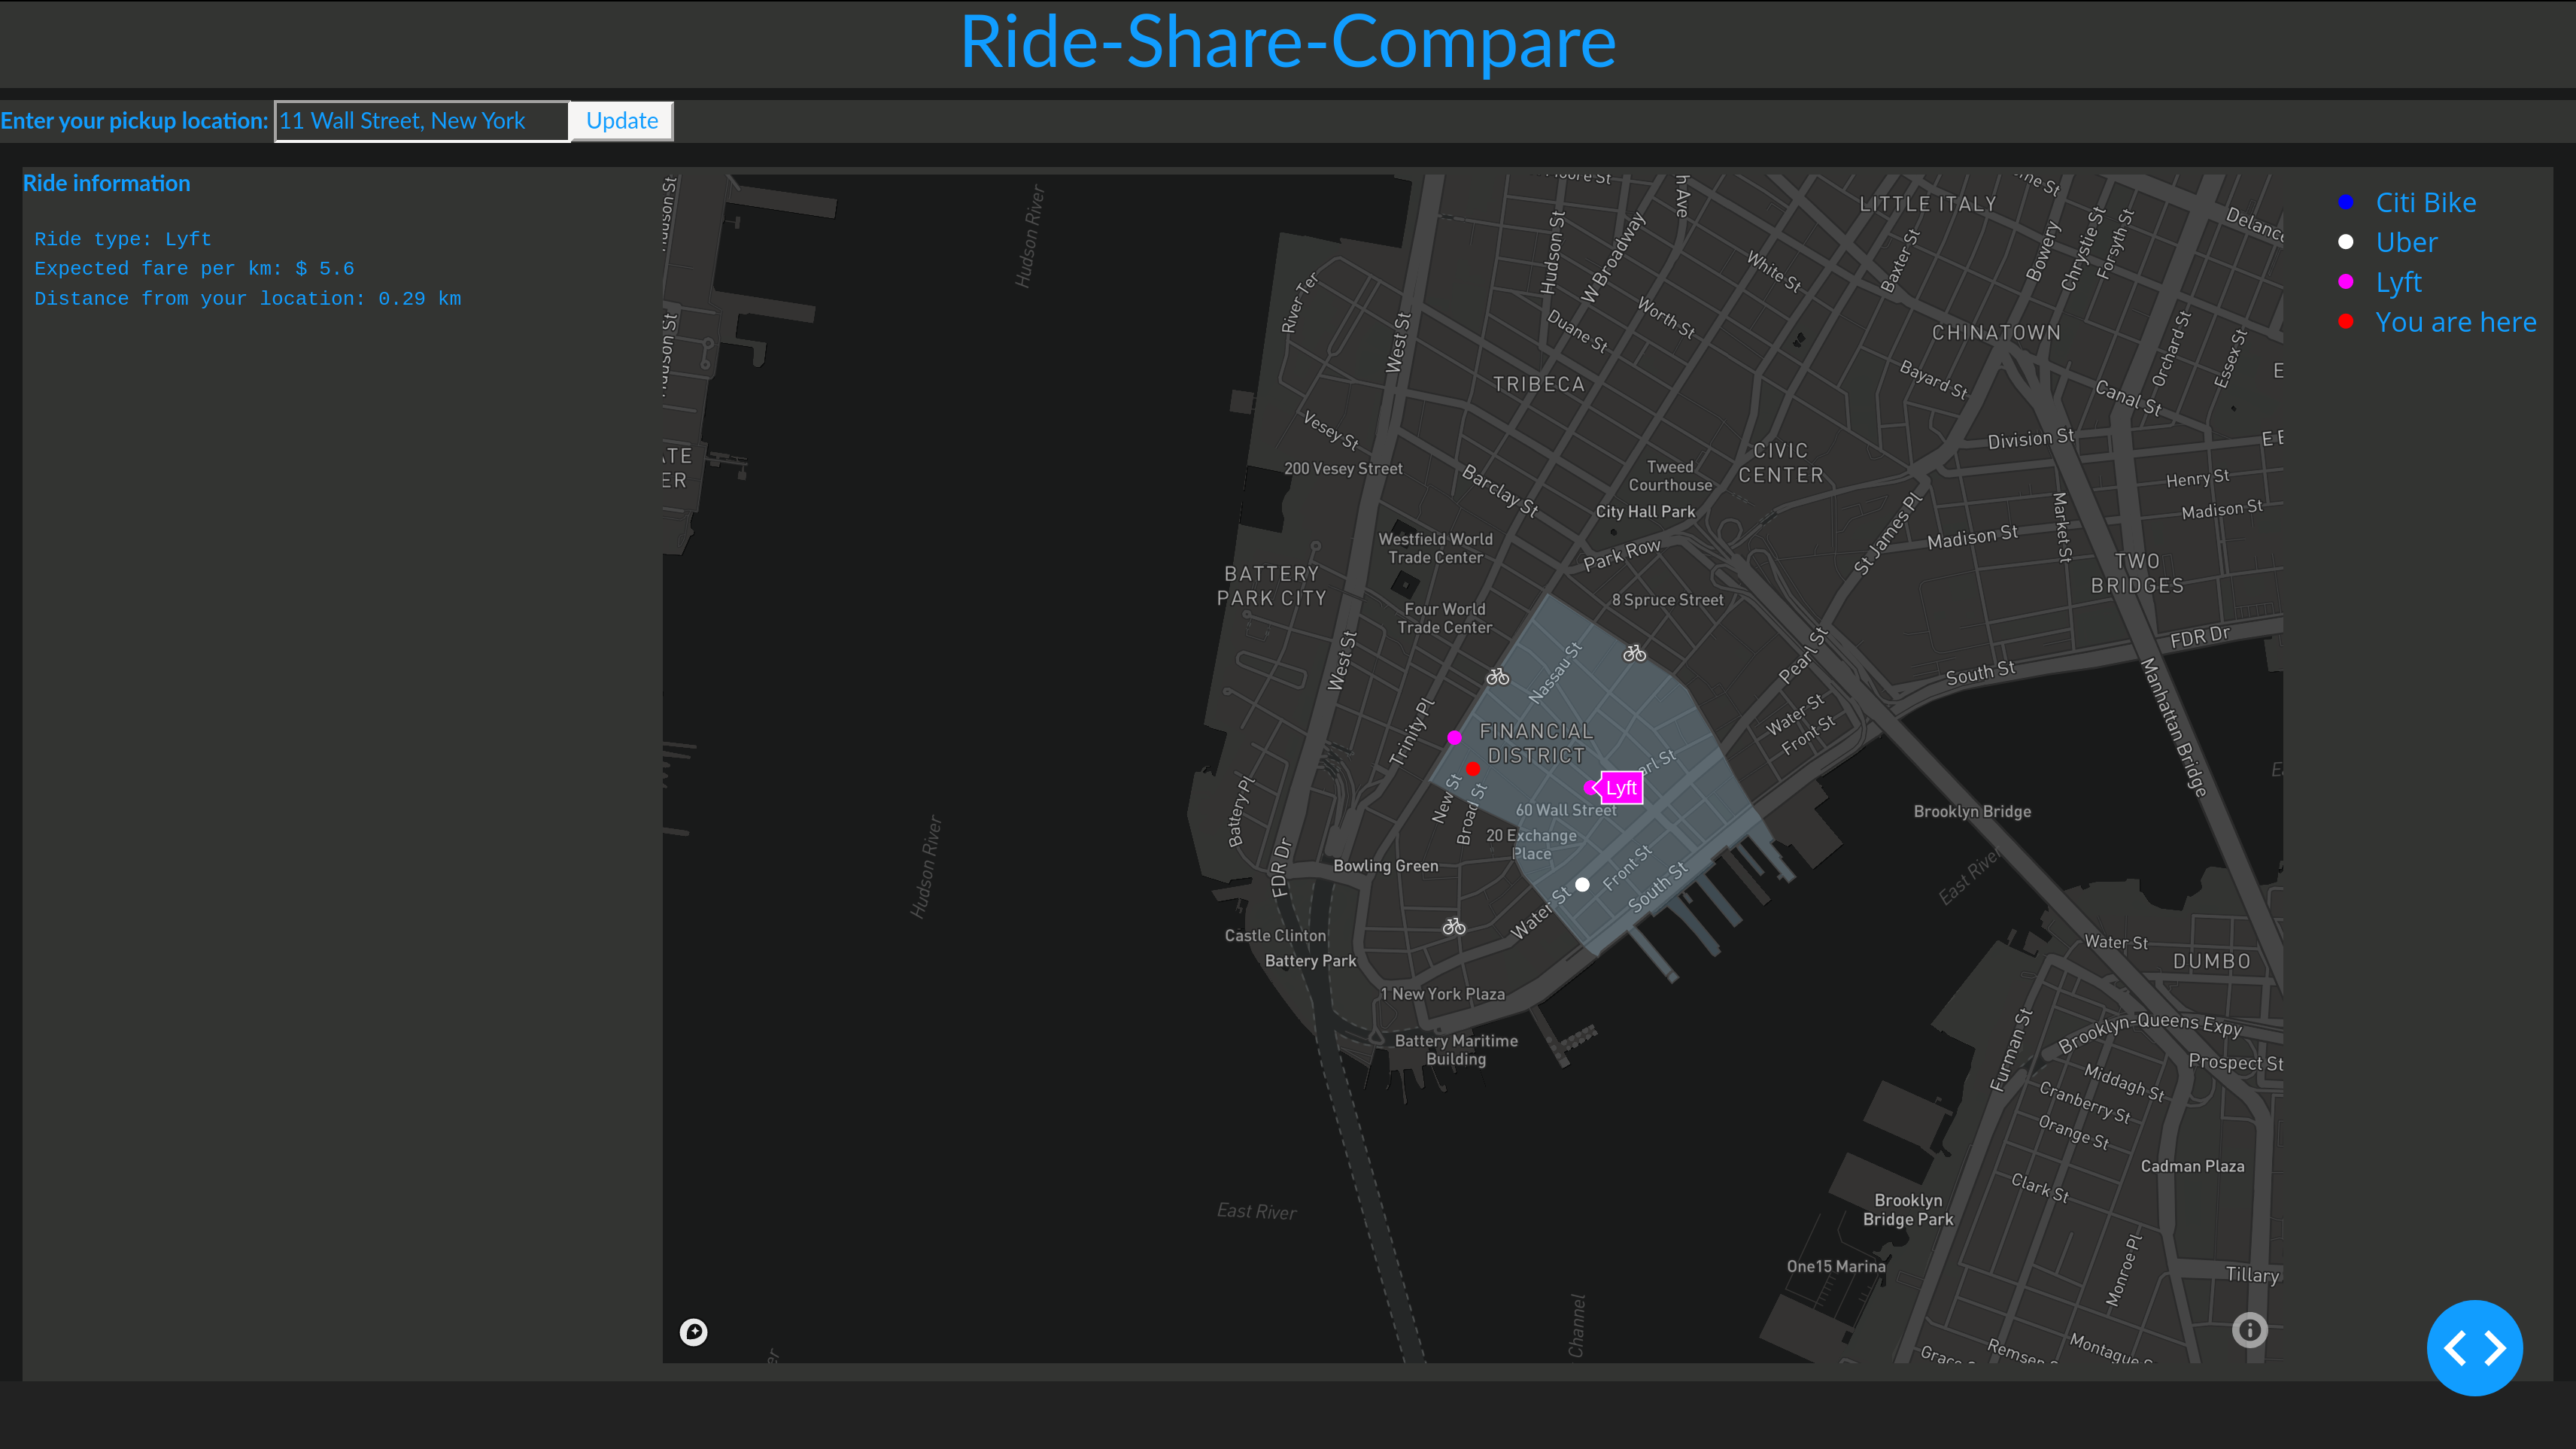 Ride-Share-Compare
Enter your pickup location:
11 Wall Street, New York
Update
Ride information
Ride type: Lyft
Expected fare per km: $ 5.6
Distance from your location: 0.29 km
Citi Bike
Uber
Lyft
You are here
Hudson River
LITTLE ITALY
Bowery
Chrystie St
Forsyth St
Hudson St
W Broadway
White St
Baxter St
River Ter
West St
Duane St
Worth St
CHINATOWN
Orchard St
Essex St
TRIBECA
Bayard St
Canal St
Vesey St
200 Vesey Street
Barclay St
Tweed
Courthouse
CIVIC
CENTER
Division St
Henry St
Market St
Madison St
City Hall Park
St James Pl
Madison St
Westfield World
Trade Center
Park Row
BATTERY
PARK CITY
TWO
BRIDGES
Four World
Trade Center
8 Spruce Street
West St
Nassau St
Pearl St
FDR Dr
South St
Manhattan Bridge
Trinity Pl
Water St
Front St
FINANCIAL
DISTRICT
Lyft
New St
Broad St
60 Wall Street
Battery Pl
20 Exchange
Place
Brooklyn Bridge
FDR Dr
Bowling Green
Front St
South St
Water St
East River
Hudson River
Castle Clinton
Battery Park
1 New York Plaza
Water St
DUMBO
Battery Maritime
Building
Furman St
Brooklyn-Queens Expy
Prospect St
Middagh St
Cranberry St
Orange St
Cadman Plaza
Clark St
Brooklyn
Bridge Park
East River
Monroe Pl
One15 Marina
Tillary
Channel